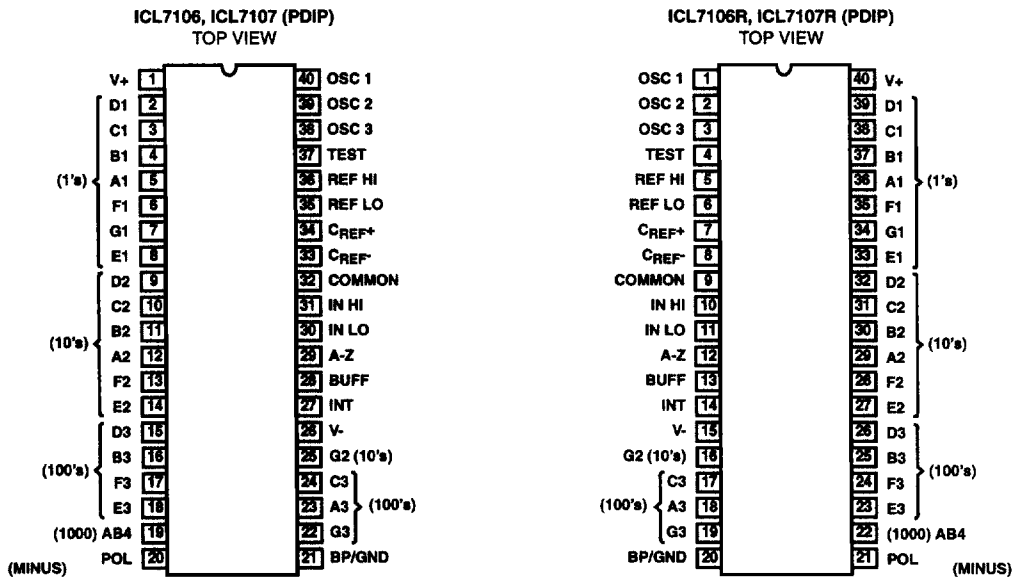 ICL7106, ICL7107 (PDIP)
TOP VIEW
V+ 1 40 OSC 1
D1 2 39 OSC 2
C1 3 38 OSC 3
B1 4 37 TEST
(1's) A1 5 36 REF HI
F1 6 35 REF LO
G1 7 34 CREF+
E1 8 33 CREF-
D2 9 32 COMMON
C2 10 31 IN HI
B2 11 30 IN LO
(10's) A2 12 29 A-Z
F2 13 28 BUFF
E2 14 27 INT
D3 15 26 V-
B3 16 25 G2 (10's)
(100's) F3 17 24 C3
E3 18 23 A3 (100's)
(1000) AB4 19 22 G3
POL 20 21 BP/GND
(MINUS)
ICL7106R, ICL7107R (PDIP)
TOP VIEW
OSC 1 1 40 V+
OSC 2 2 39 D1
OSC 3 3 38 C1
TEST 4 37 B1
REF HI 5 36 A1 (1's)
REF LO 6 35 F1
CREF+ 7 34 G1
CREF- 8 33 E1
COMMON 9 32 D2
IN HI 10 31 C2
IN LO 11 30 B2
A-Z 12 29 A2 (10's)
BUFF 13 28 F2
INT 14 27 E2
V- 15 26 D3
G2 (10's) 16 25 B3
C3 17 24 F3 (100's)
(100's) A3 18 23 E3
G3 19 22 (1000) AB4
BP/GND 20 21 POL
(MINUS)